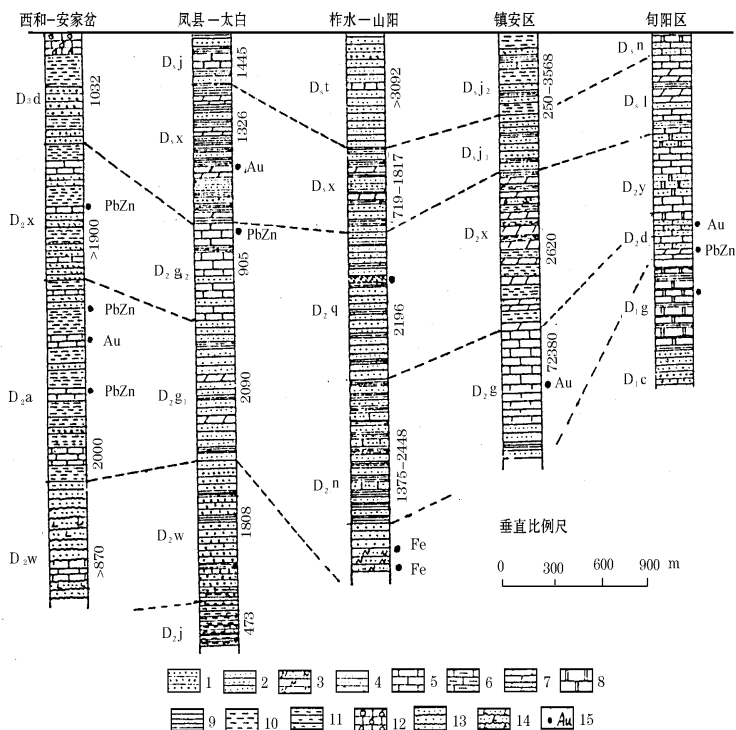 西和-安家岔 凤县-太白 柞水-山阳 镇安区 旬阳区
D₃d
1032
D₂x
>1900
PbZn
PbZn
Au
D₂a
PbZn
2000
D₂w
>870
D₃j
1445
D₃x
1326
Au
PbZn
D₂g₂
905
D₂g₁
2090
D₂w
1808
D₂j
473
D₃t
>3092
D₃x
719-1817
D₂q
2196
D₂n
1375-2448
Fe
Fe
D₃j₂
250-3568
D₃j₁
D₂x
2620
72380
D₂g
Au
D₃n
D₃l
D₂y
Au
D₂d
PbZn
D₁g
D₁c
垂直比例尺
0 300 600 900 m
1 2 3 4 5 6 7 8
9 10 11 12 13 14 Au 15